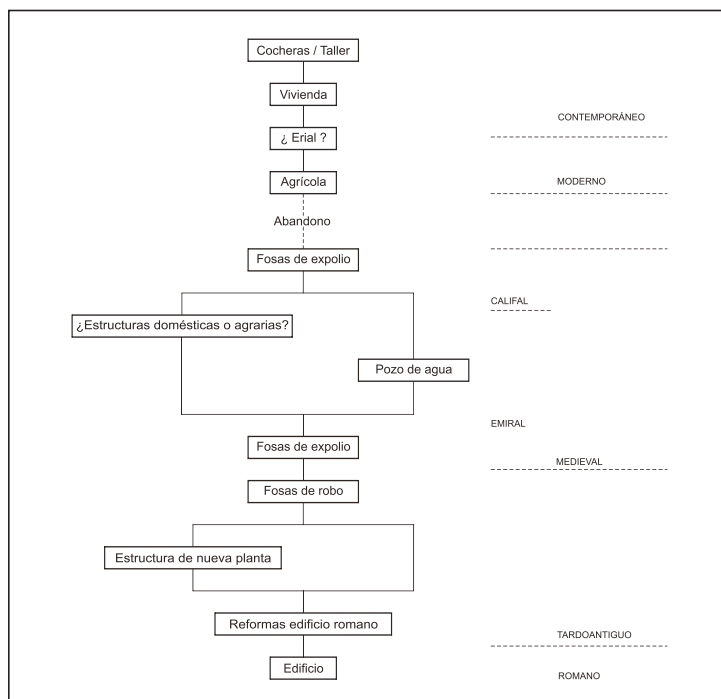 Cocheras / Taller
Vivienda
CONTEMPORÁNEO
¿ Erial ?
Agrícola
MODERNO
Abandono
Fosas de expolio
CALIFAL
¿Estructuras domésticas o agrarias?
Pozo de agua
EMIRAL
Fosas de expolio
MEDIEVAL
Fosas de robo
Estructura de nueva planta
Reformas edificio romano
TARDOANTIGUO
Edificio
ROMANO